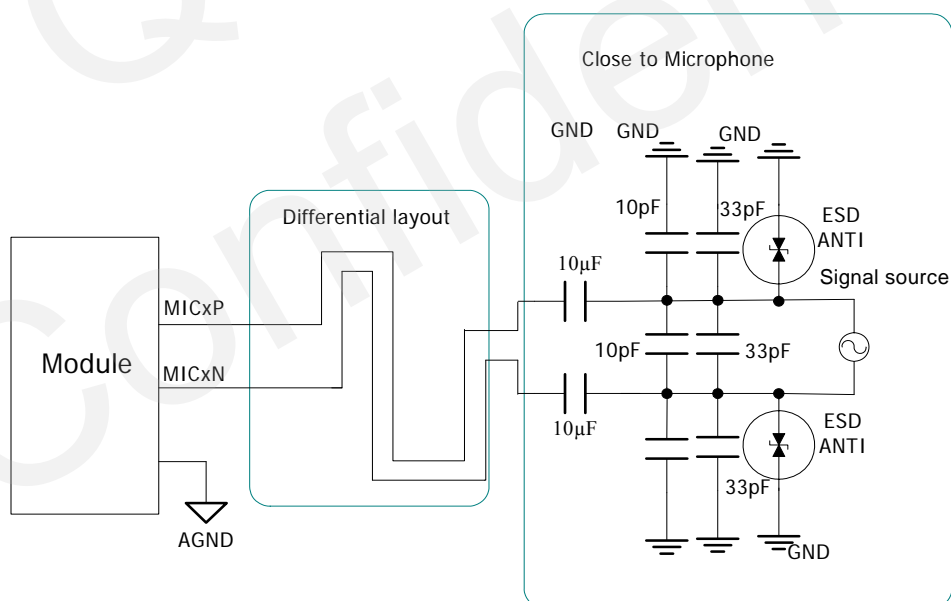 Q
Confident
Close to Microphone
GND GND GND
Differential layout
10pF
33pF
ESD
ANTI
10µF
Signal source
MICxP
10pF
33pF
Module
MICxN
10µF
ESD
ANTI
33pF
AGND
GND